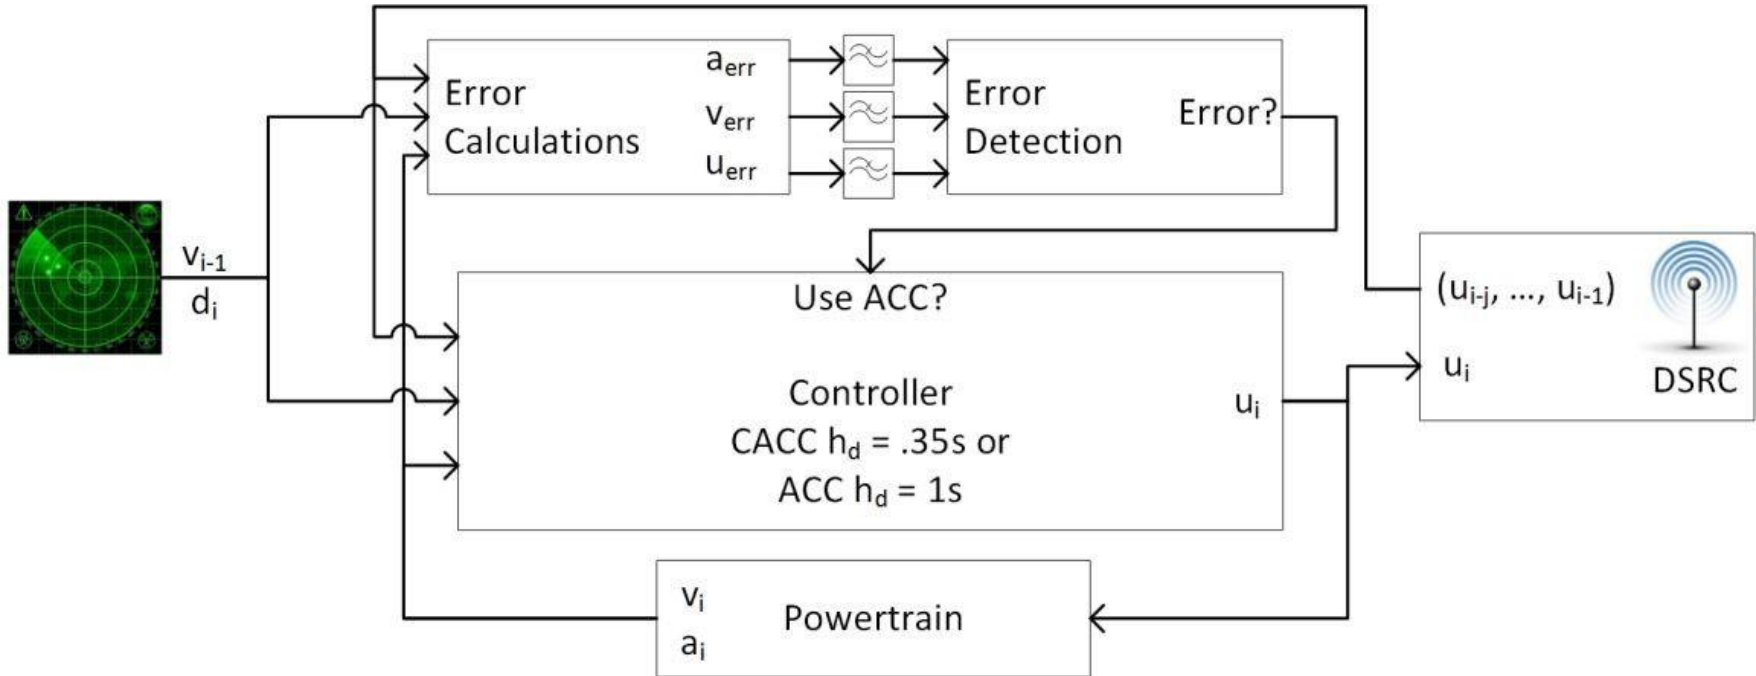 Error
Calculations
a_err
v_err
u_err
Error
Detection
Error?
v_i-1
d_i
Use ACC?
Controller
CACC h_d = .35s or
ACC h_d = 1s
u_i
(u_i-j, ..., u_i-1)
u_i
DSRC
v_i
a_i
Powertrain